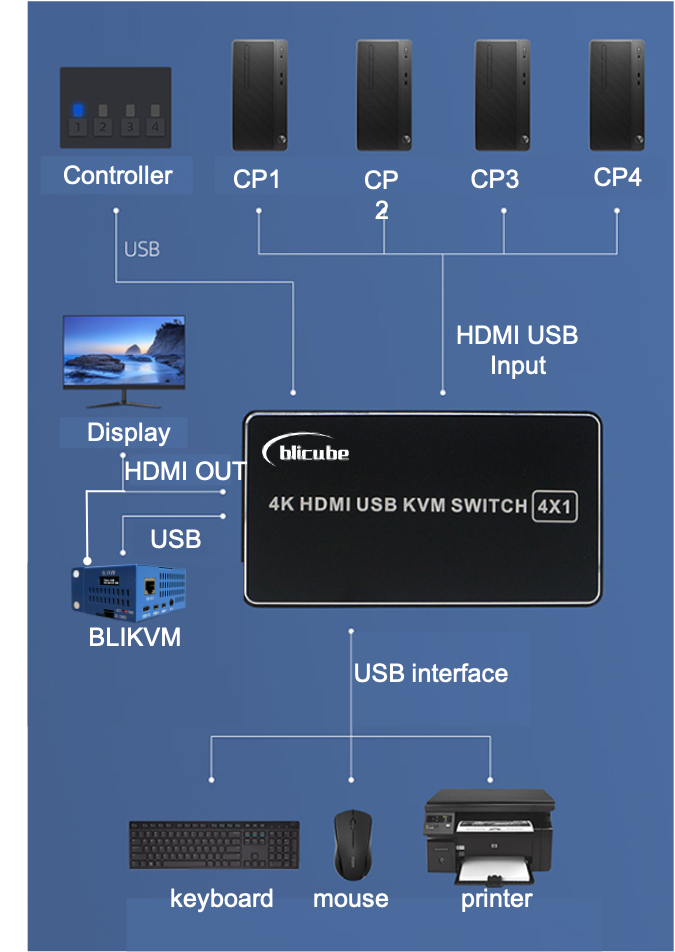 1 2 3 4
Controller
CP1
CP
2
CP3
CP4
USB
HDMI USB
Input
Display
HDMI OUT
USB
blicube
4K HDMI USB KVM SWITCH 4X1
BLIKVM
BLIKVM
USB interface
keyboard
mouse
printer